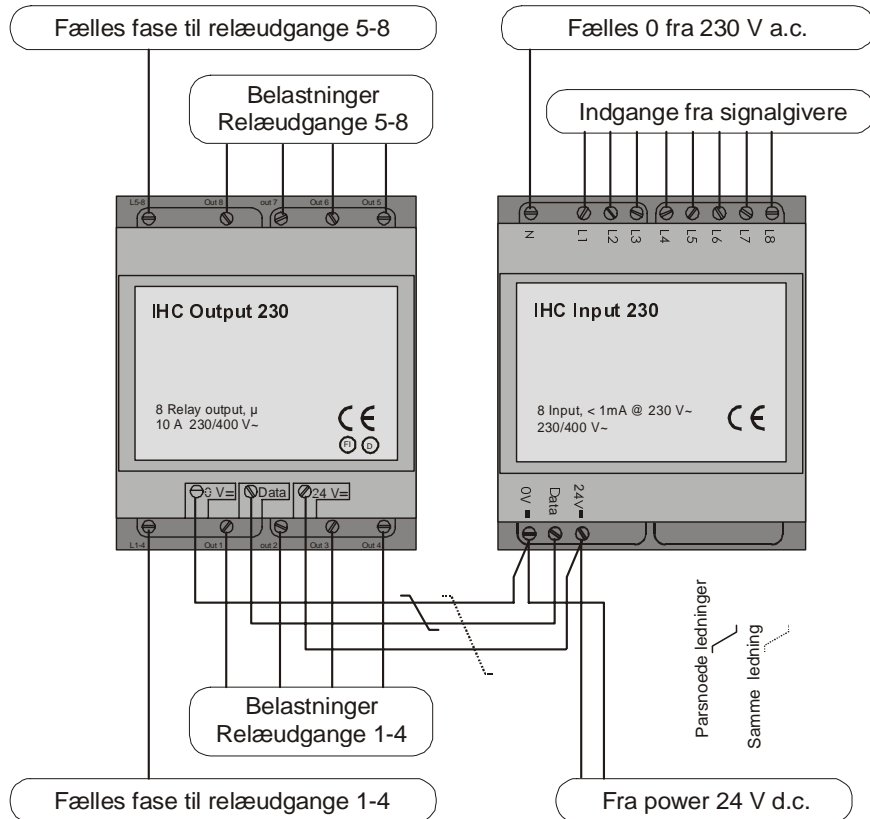 Fælles fase til relæudgange 5-8
Fælles 0 fra 230 V a.c.
Belastninger
Relæudgange 5-8
Indgange fra signalgivere
L5-8
Out 8
out 7
Out 6
Out 5
N
L1
L2
L3
L4
L5
L6
L7
L8
IHC Output 230
8 Relay output, µ
10 A 230/400 V~
CE
FI
D
IHC Input 230
8 Input, < 1mA @ 230 V~
230/400 V~
CE
0 V=
Data
24 V=
0V =
Data
24V=
L1-4
Out 1
out 2
Out 3
Out 4
Parsnoede ledninger
Samme ledning
Belastninger
Relæudgange 1-4
Fælles fase til relæudgange 1-4
Fra power 24 V d.c.